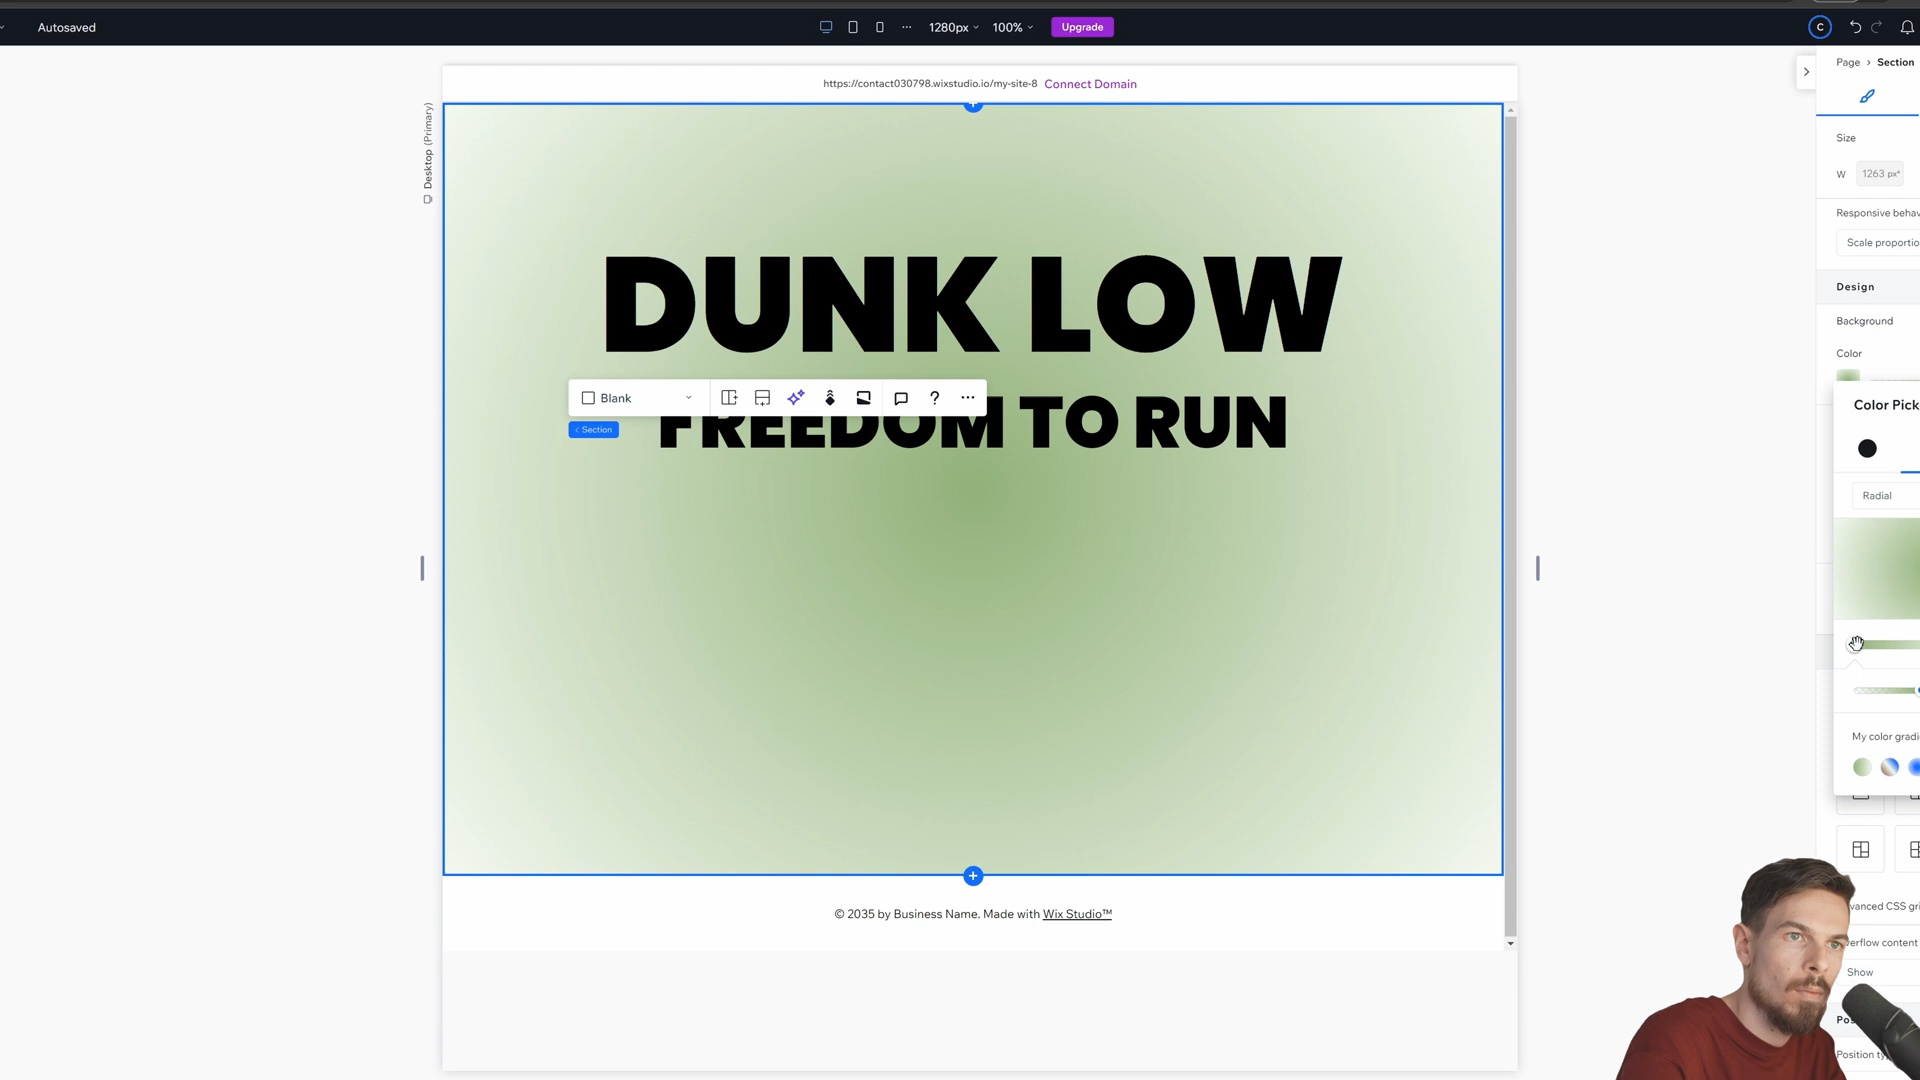 Autosaved
1280px
100%
Upgrade
C
Page > Section
https://contact030798.wixstudio.io/my-site-8 Connect Domain
Desktop (Primary)
Size
W 1263 px*
Responsive behav
Scale proportio
Design
Background
Color
DUNK LOW
Blank
?
< Section
FREEDOM TO RUN
Color Pick
Radial
My color gradi
© 2035 by Business Name. Made with Wix Studio™
vanced CSS gri
erflow content
Show
Pos
Position ty